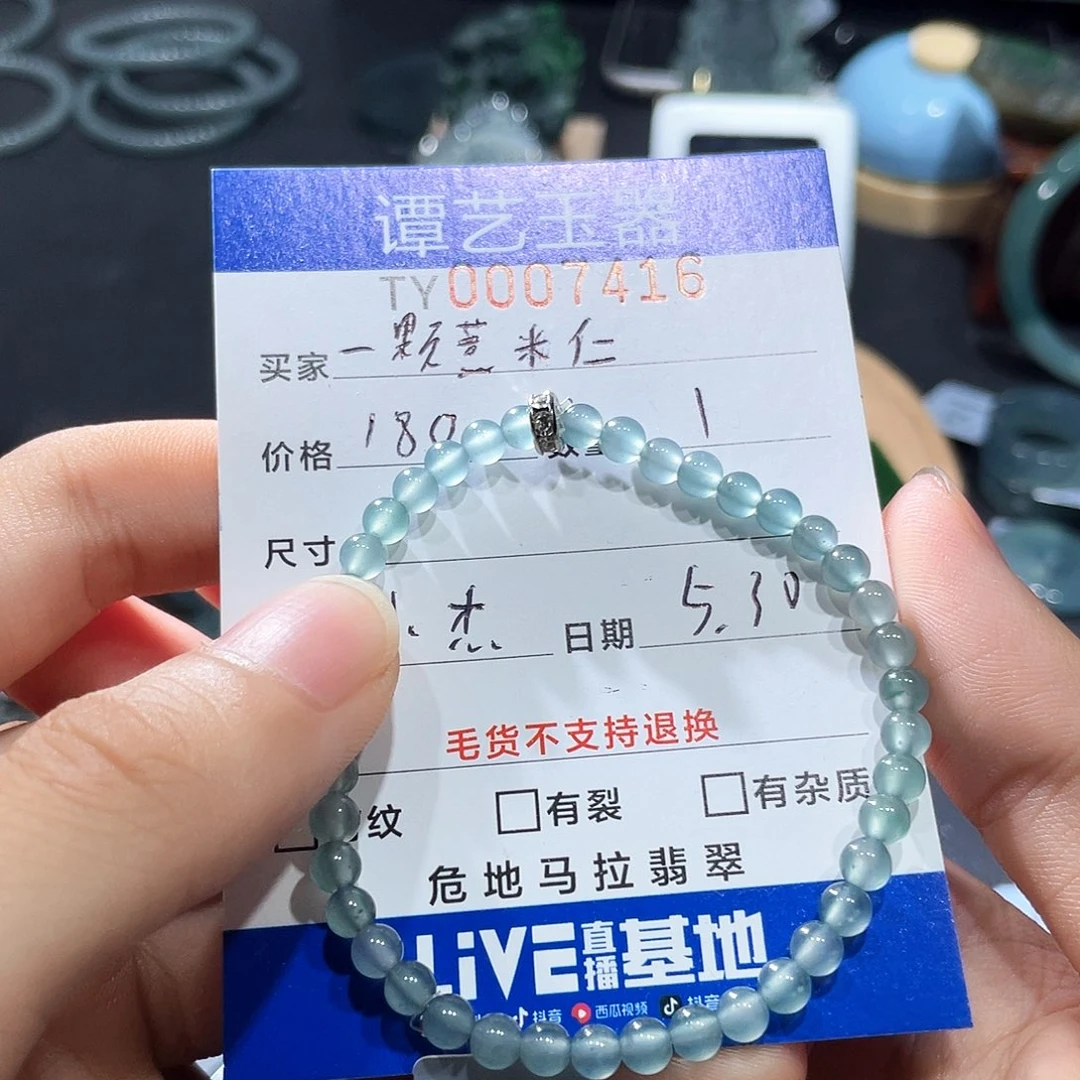 谭艺玉器
TY0007416
买家 一颗薏米仁
价格 180 数量 1
尺寸
杰 日期 5.30
毛货不支持退换
纹 □有裂 □有杂质
危地马拉翡翠
LiVE直播基地
抖音 西瓜视频 抖音